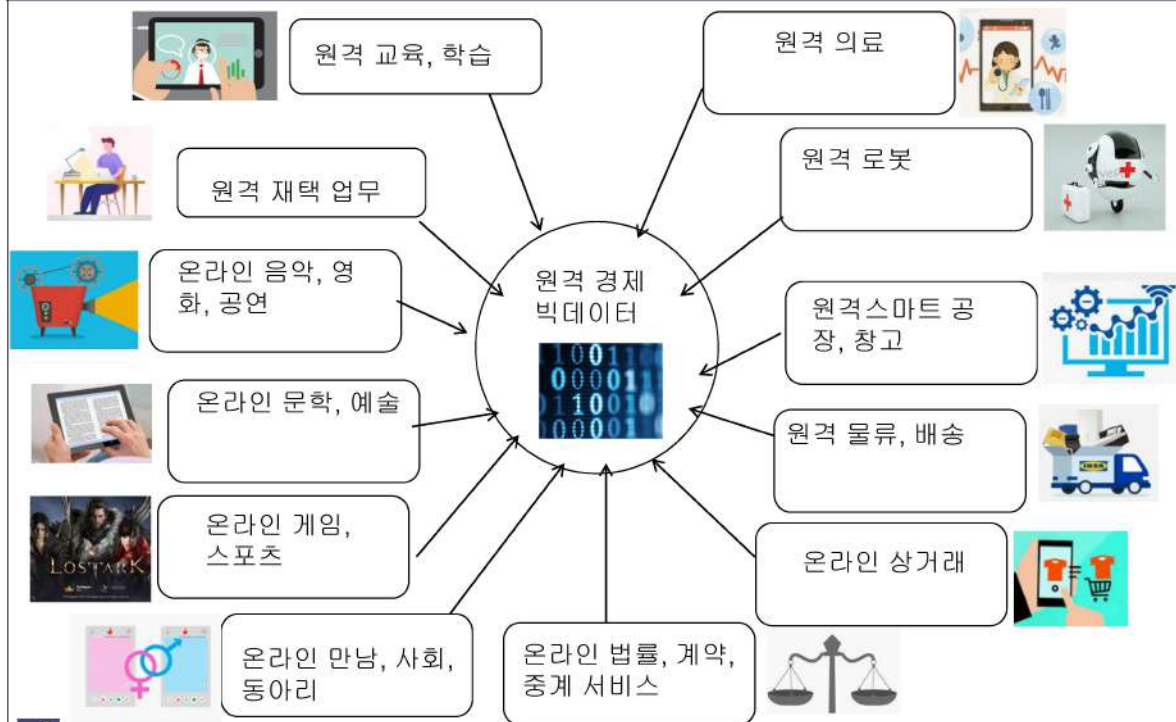 원격 교육, 학습
원격 의료
원격 재택 업무
원격 로봇
온라인 음악, 영
화, 공연
원격 경제
빅데이터
원격스마트 공
장, 창고
온라인 문학, 예술
원격 물류, 배송
온라인 게임,
스포츠
LOSTARK
온라인 상거래
온라인 만남, 사회,
동아리
온라인 법률, 계약,
중계 서비스